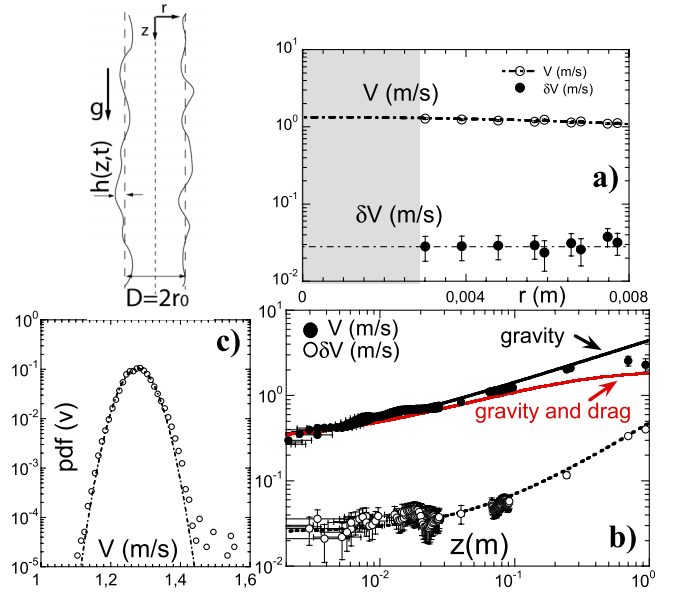 r
z
g
h(z,t)
D=2r₀
10¹
10⁰
10⁻¹
10⁻²
V (m/s)
δV (m/s)
V (m/s)
δV (m/s)
a)
0
0,004
r (m)
0,008
c)
10⁰
10⁻¹
10⁻²
10⁻³
10⁻⁴
10⁻⁵
pdf (v)
V (m/s)
1
1,2
1,4
1,6
10¹
10⁰
10⁻¹
10⁻²
V (m/s)
δV (m/s)
gravity
gravity and drag
b)
z(m)
10⁻²
10⁻¹
10⁰